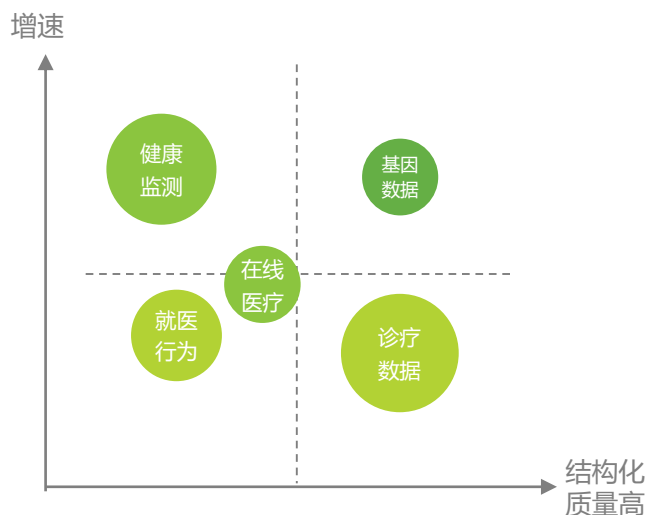 增速
健康
监测
基因
数据
在线
医疗
就医
行为
诊疗
数据
结构化
质量高